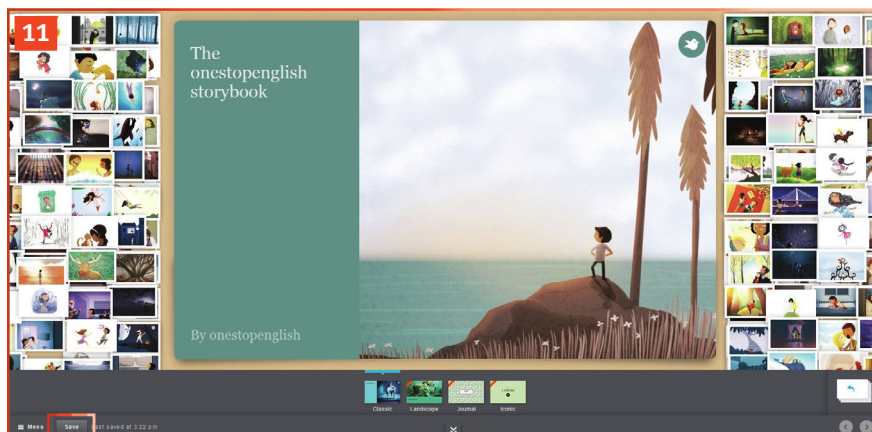 11
The
onestopenglish
storybook
By onestopenglish
Classic
Landscape
Journal
Iconic
Menu
Save
Last saved at 3:22 pm